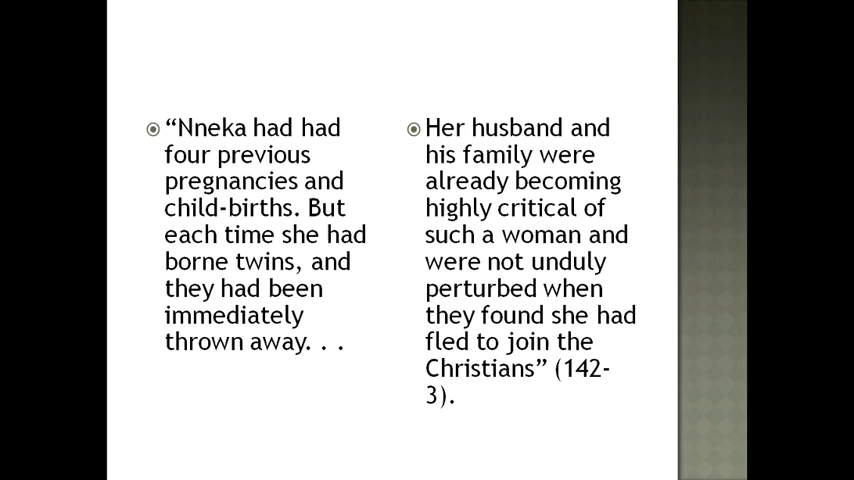 “Nneka had had
four previous
pregnancies and
child-births. But
each time she had
borne twins, and
they had been
immediately
thrown away. . .
Her husband and
his family were
already becoming
highly critical of
such a woman and
were not unduly
perturbed when
they found she had
fled to join the
Christians” (142-
3).